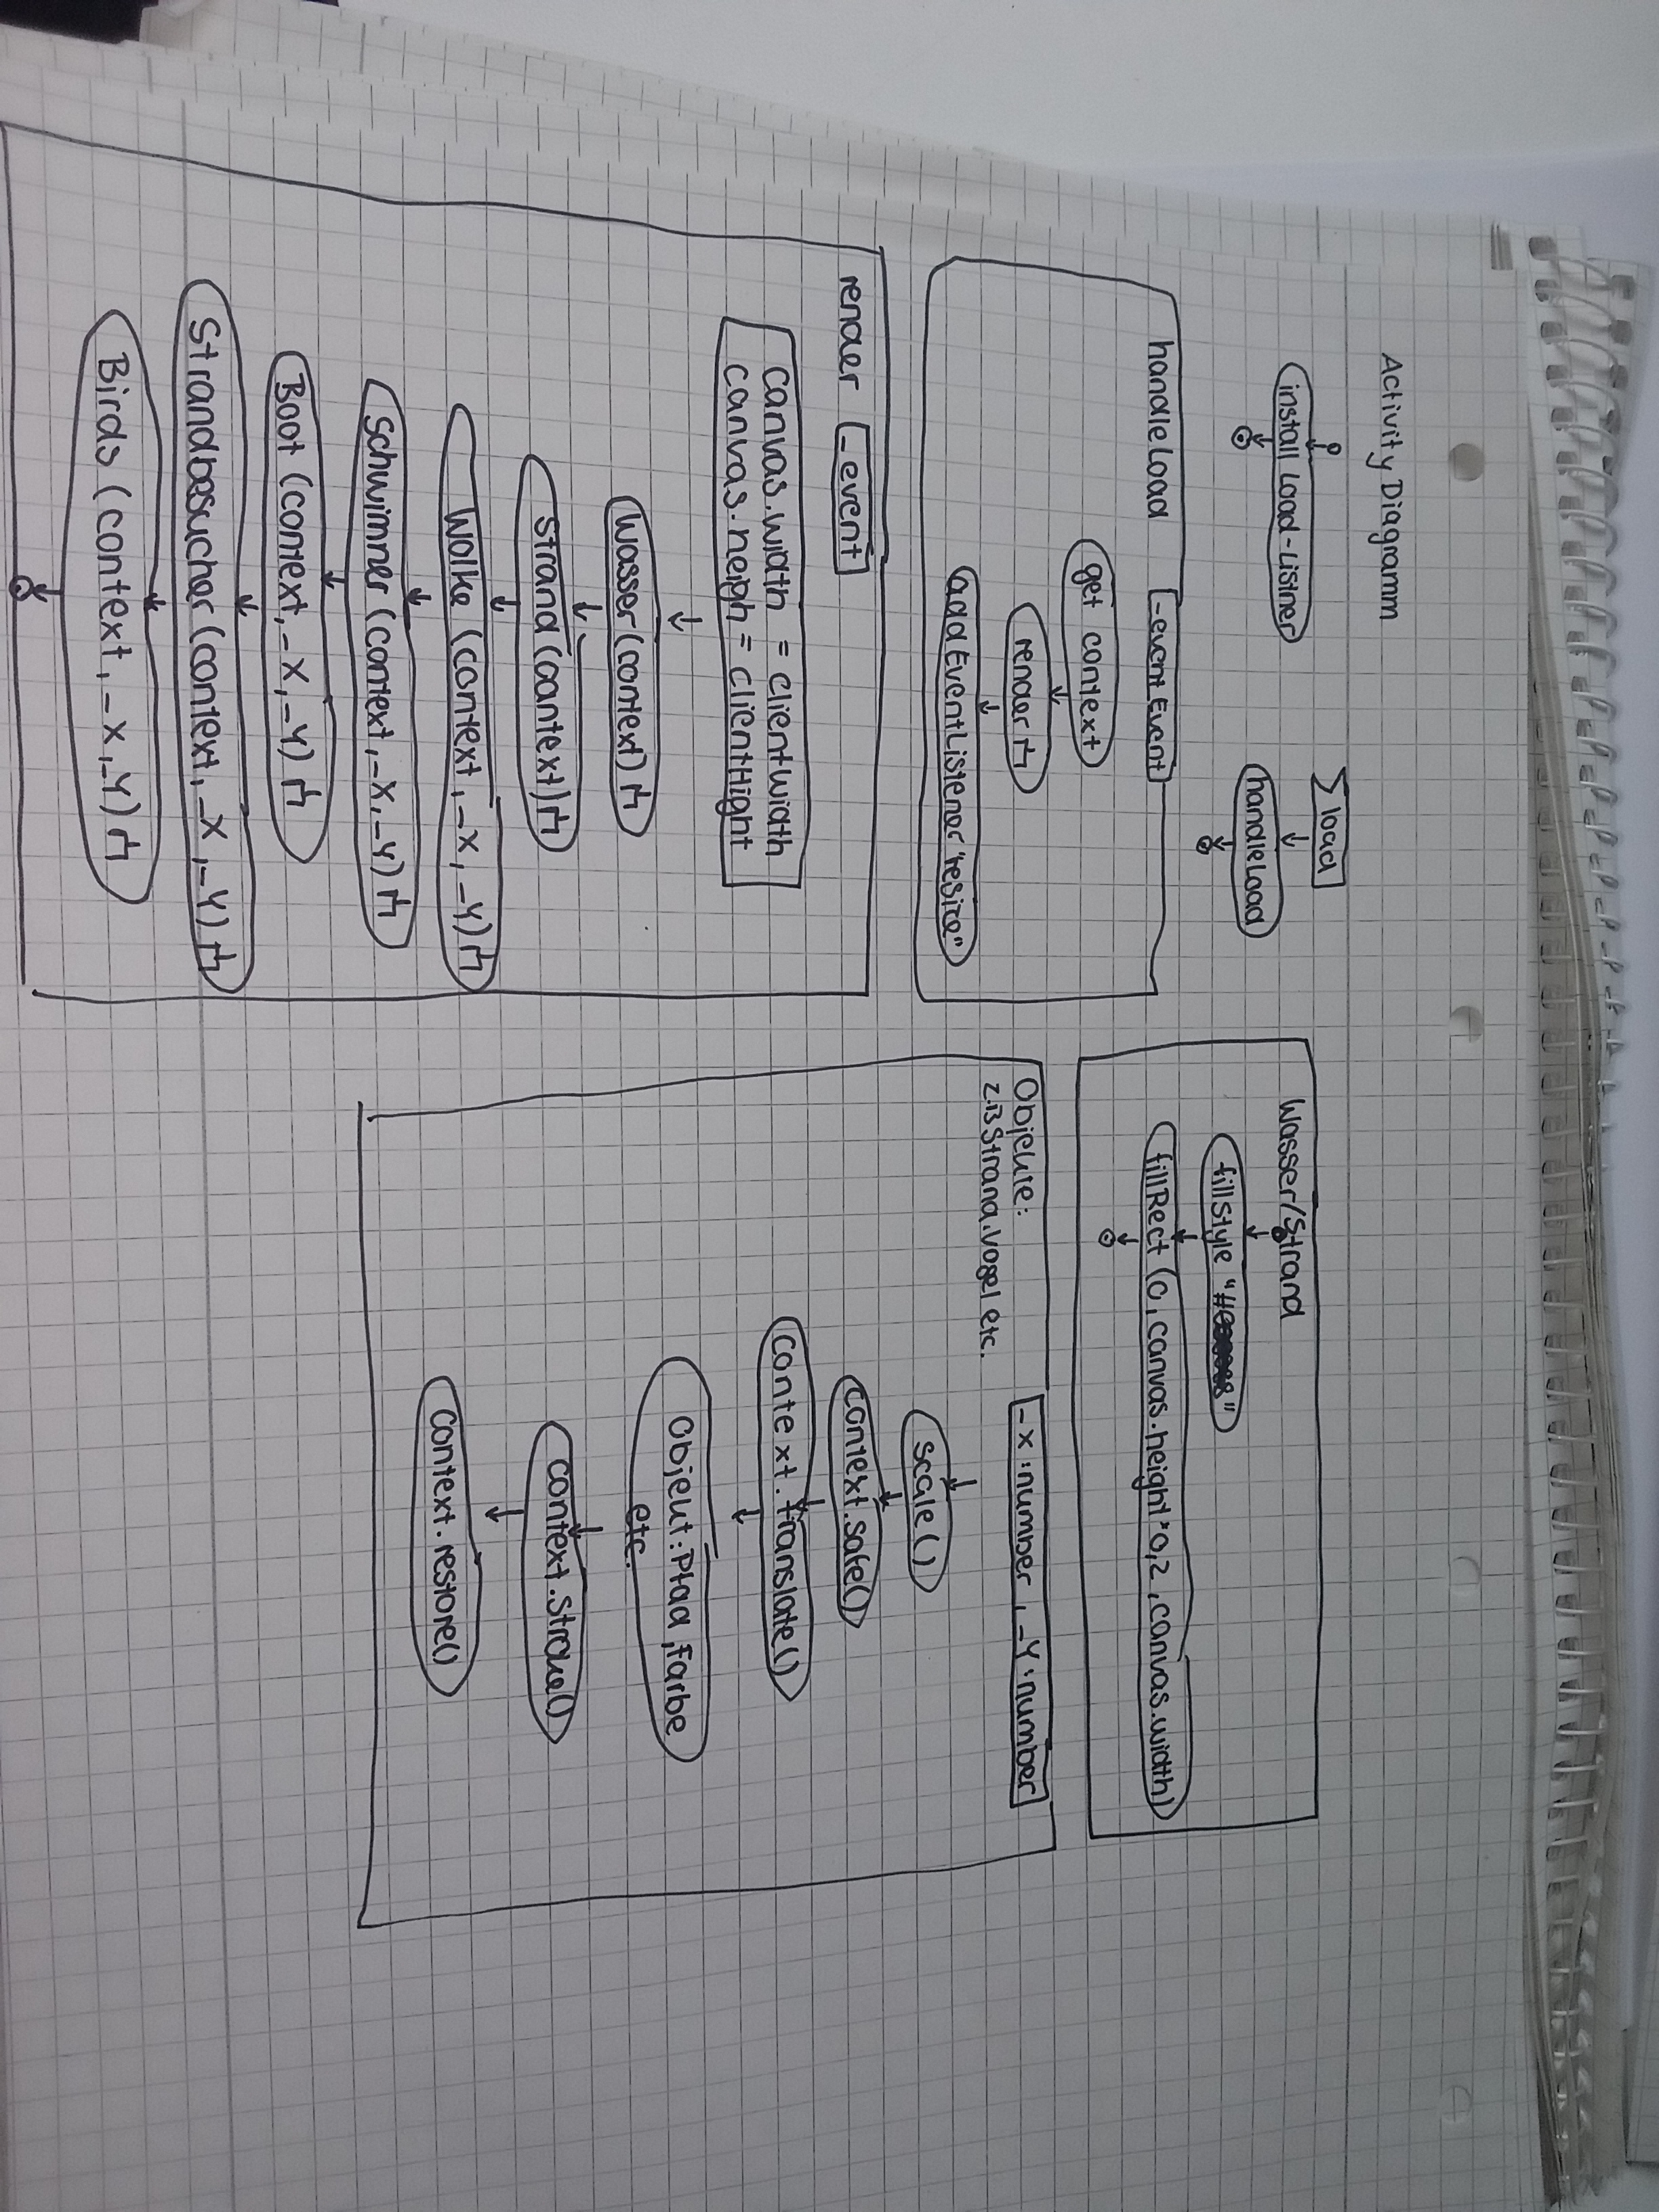 Activity Diagramm
install Load-Listner
load
handleLoad
handleLoad _evntEvent
get context
render
addEventListener "resize"
render _event
canvas.width = clientwidth
canvas.heigh = clientHight
Wasser (context)
Strand (context)
Wolke (context, _x, _y)
Schwimmer (context, _x, _y)
Boot (context, _x, _y)
Strandbesucher (context, _x, _y)
Birds (context, _x, _y)
Wasser/Strand
fillStyle "#"
fillRect (0, canvas.height*0,2, canvas.width)
Objekte: _x:number, _y:number
z.B Strand, Vogel etc.
scale()
context.safe()
context.translate()
Objekt: Pfad, Farbe
etc.
context.stroke()
context.restore()